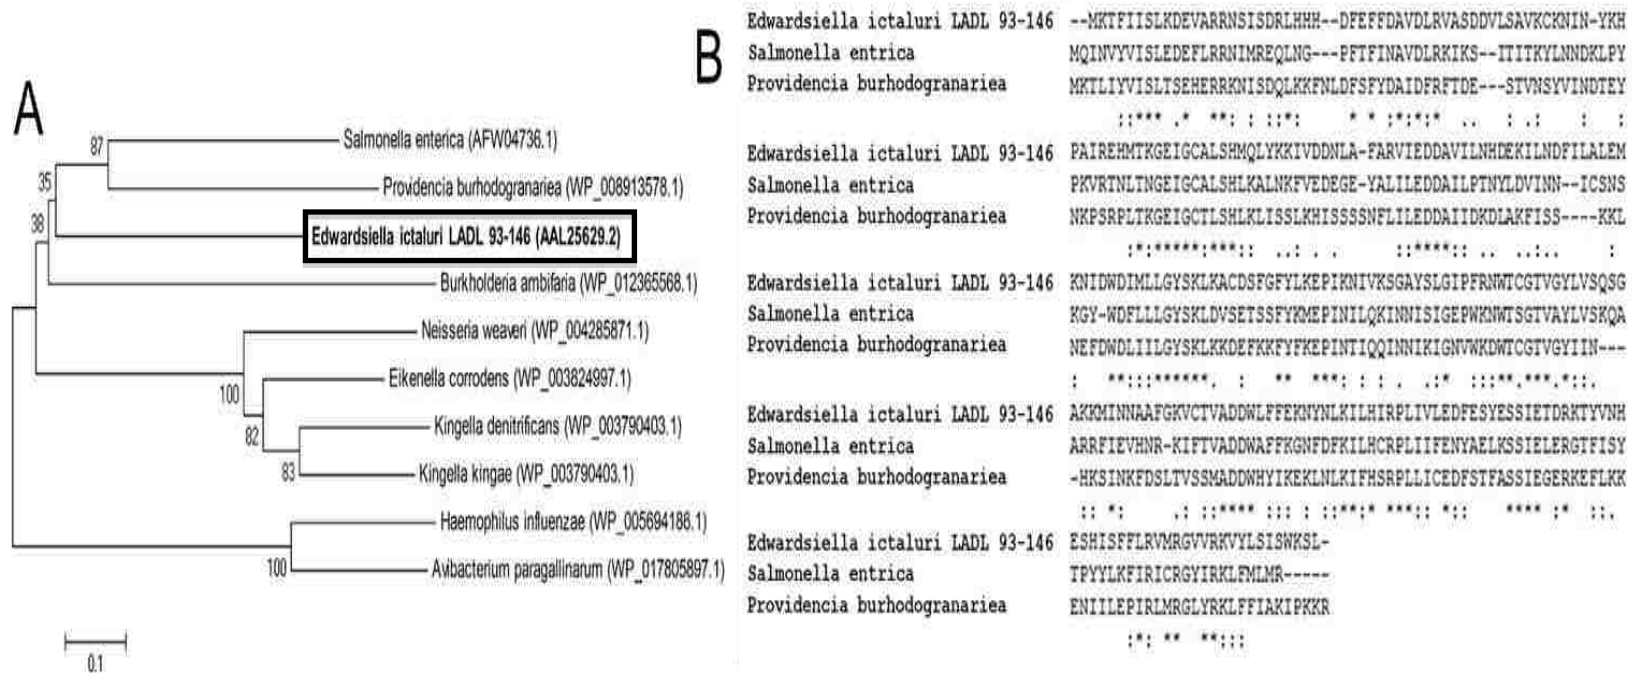 A
87
Salmonella enterica (AFW04736.1)
35
Providencia burhodogranariea (WP_008913578.1)
38
Edwardsiella ictaluri LADL 93-146 (AAL25629.2)
Burkholderia ambifaria (WP_012365568.1)
Neisseria weaveri (WP_004285871.1)
100
Eikenella corrodens (WP_003824997.1)
82
Kingella denitrificans (WP_003790403.1)
83
Kingella kingae (WP_003790403.1)
Haemophilus influenzae (WP_005694186.1)
100
Avibacterium paragallinarum (WP_017805897.1)
0.1
B
Edwardsiella ictaluri LADL 93-146 --MKTFIISLKDEVARRNSISDRLHHH--DFEFFDAVDLRVASDDVLSAVKCKNIN-YKH
Salmonella entrica MQINVYVISLEDEFLRRNIMREQLNG---PFTFINAVDLRKIKS--ITITKYLNNDKLPY
Providencia burhodogranariea MKTLIYVISLTSEHERRKNISDQLKKFNLDFSFYDAIDFRFTDE---STVNSYVINDTEY
::*** .* **: : ::*: * * :*:*:* .. : .: : :
Edwardsiella ictaluri LADL 93-146 PAIREHMTKGEIGCALSHMQLYKKIVDDNLA-FARVIEDDAVILNHDEKILNDFILALEM
Salmonella entrica PKVRTNLTNGEIGCALSHLKALNKFVEDEGE-YALILEDDAILPTNYLDVINN--ICSNS
Providencia burhodogranariea NKPSRPLTKGEIGCTLSHLKLISSLKHISSSSNFLILEDDAIIDKDLAKFISS----KKL
:*:*****:***:: .. : . . ::****:: .. ..:. :
Edwardsiella ictaluri LADL 93-146 KNIDWDIMLLGYSKLKACDSFGFYLKEPIKNIVKSGAYSLGIPFRNWTCGTVGYLVSQSG
Salmonella entrica KGY-WDFLLLGYSKLDVSETSSFYKMEPINILQKINNISIGEPWKNWTSGTVAYLVSKQA
Providencia burhodogranariea NEFDWDLIILGYSKLKKDEFKKFYFKEPINTIQQINNIKIGNVWKDWTCGTVGYIIN---
: **:::******. : ** ***: : : . .:* :::**.***.*::.
Edwardsiella ictaluri LADL 93-146 AKKMINNAAFGKVCTVADDWLFFEKNYNLKILHIRPLIVLEDFESYESSIETDRKTYVNH
Salmonella entrica ARRFIEVHNR-KIFTVADDWAFFKGNFDFKILHCRPLIIFENYAELKSSIELERGTFISY
Providencia burhodogranariea -HKSINKFDSLTVSSMADDWHYIKEKLNLKIFHSRPLLICEDFSTFASSIEGERKEFLKK
:: *: .: ::**** ::: : ::**:* ***:: *:: **** :* ::.
Edwardsiella ictaluri LADL 93-146 ESHISFFLRVMRGVVRKVYLSISWKSL-
Salmonella entrica TPYYLKFIRICRGYIRKLFMLMR-----
Providencia burhodogranariea ENIILEPIRLMRGLYRKLFFIAKIPKKR
:*: ** **:::